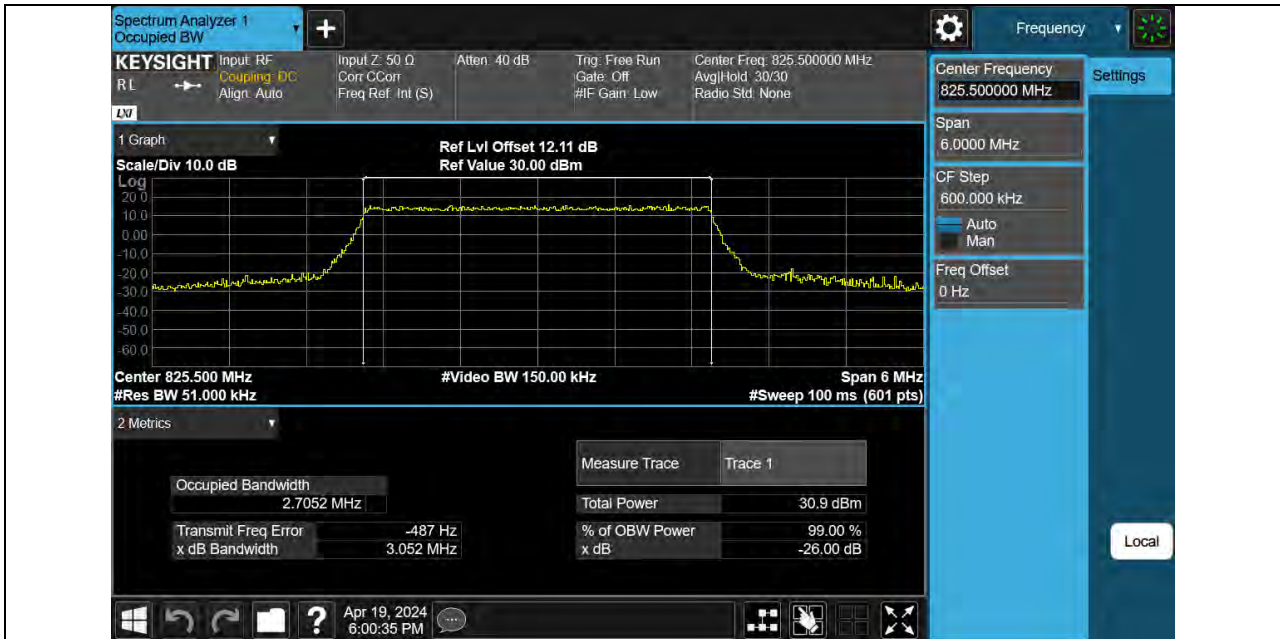 Spectrum Analyzer 1
Occupied BW
Frequency
KEYSIGHT
RL
LXI
Input: RF
Coupling: DC
Align: Auto
Input Z: 50 Ω
Corr CCorr
Freq Ref: Int (S)
Atten: 40 dB
Trig: Free Run
Gate: Off
#IF Gain: Low
Center Freq: 825.500000 MHz
Avg|Hold: 30/30
Radio Std: None
Center Frequency
825.500000 MHz
Settings
Span
6.0000 MHz
CF Step
600.000 kHz
Auto
Man
Freq Offset
0 Hz
Local
1 Graph
Scale/Div 10.0 dB
Ref Lvl Offset 12.11 dB
Ref Value 30.00 dBm
Log
20.0
10.0
0.00
-10.0
-20.0
-30.0
-40.0
-50.0
-60.0
Center 825.500 MHz
#Video BW 150.00 kHz
Span 6 MHz
#Res BW 51.000 kHz
#Sweep 100 ms (601 pts)
2 Metrics
Measure Trace
Trace 1
Occupied Bandwidth
2.7052 MHz
Total Power
30.9 dBm
Transmit Freq Error
-487 Hz
% of OBW Power
99.00 %
x dB Bandwidth
3.052 MHz
x dB
-26.00 dB
Apr 19, 2024
6:00:35 PM